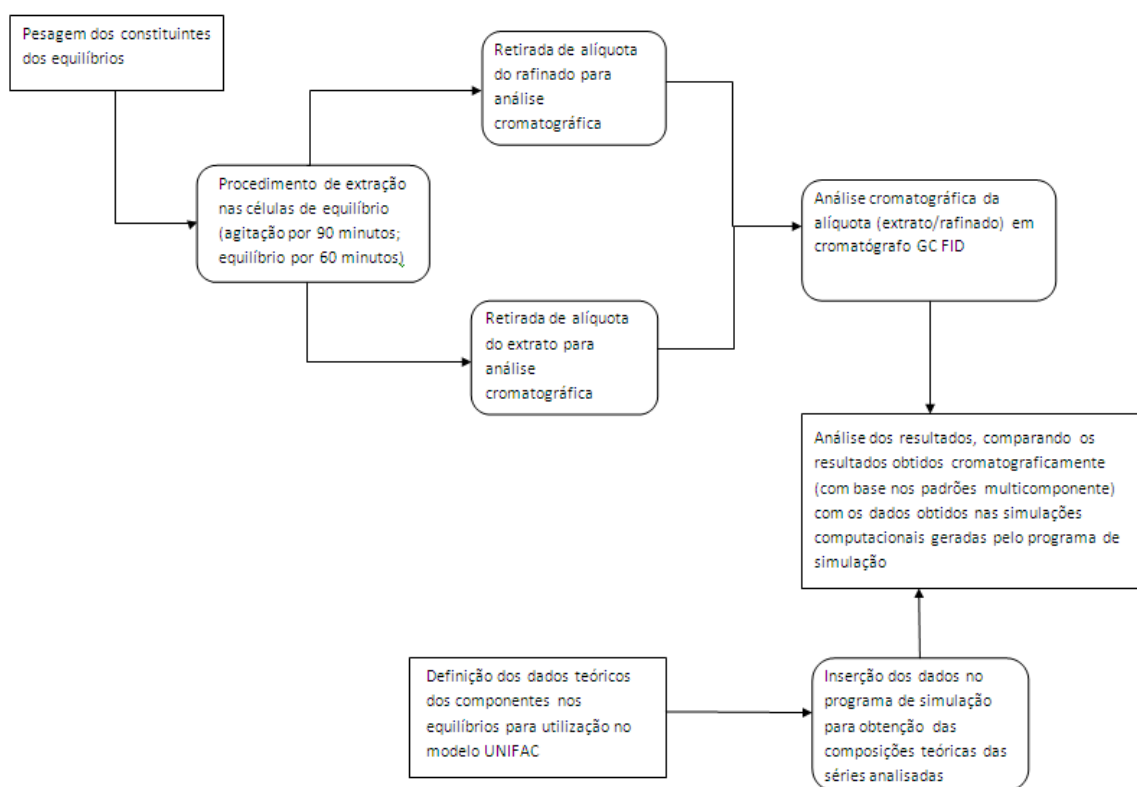 Pesagem dos constituintes
dos equilíbrios
Retirada de alíquota
do rafinado para
análise
cromatográfica
Procedimento de extração
nas células de equilíbrio
(agitação por 90 minutos;
equilíbrio por 60 minutos)
Análise cromatográfica da
alíquota (extrato/rafinado) em
cromatógrafo GC FID
Retirada de alíquota
do extrato para
análise
cromatográfica
Análise dos resultados, comparando os
resultados obtidos cromatograficamente
(com base nos padrões multicomponente)
com os dados obtidos nas simulações
computacionais geradas pelo programa de
simulação
Definição dos dados teóricos
dos componentes nos
equilíbrios para utilização no
modelo UNIFAC
Inserção dos dados no
programa de simulação
para obtenção das
composições teóricas das
séries analisadas